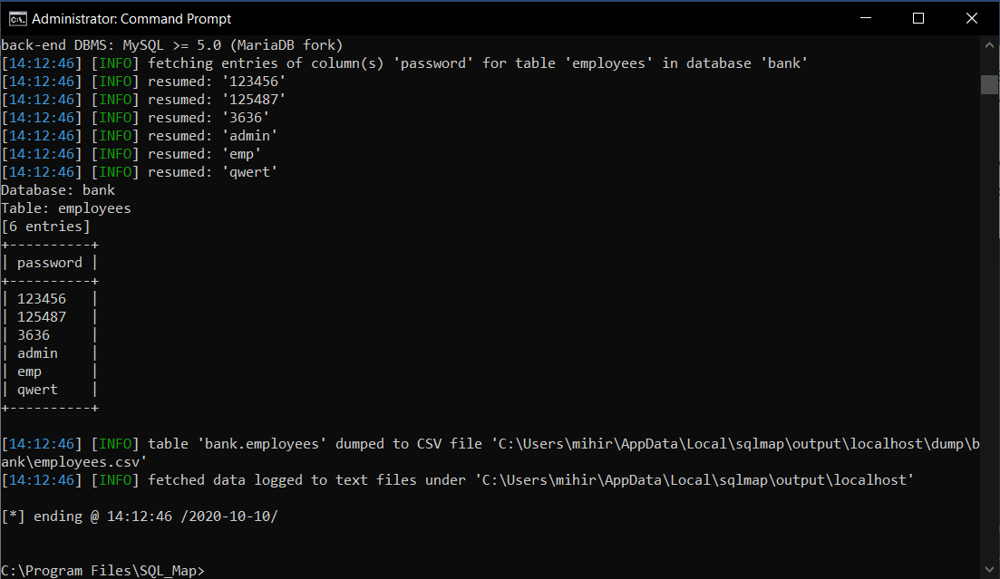 Administrator: Command Prompt
back-end DBMS: MySQL >= 5.0 (MariaDB fork)
[14:12:46] [INFO] fetching entries of column(s) 'password' for table 'employees' in database 'bank'
[14:12:46] [INFO] resumed: '123456'
[14:12:46] [INFO] resumed: '125487'
[14:12:46] [INFO] resumed: '3636'
[14:12:46] [INFO] resumed: 'admin'
[14:12:46] [INFO] resumed: 'emp'
[14:12:46] [INFO] resumed: 'qwert'
Database: bank
Table: employees
[6 entries]
+----------+
| password |
+----------+
| 123456   |
| 125487   |
| 3636     |
| admin    |
| emp      |
| qwert    |
+----------+
[14:12:46] [INFO] table 'bank.employees' dumped to CSV file 'C:\Users\mihir\AppData\Local\sqlmap\output\localhost\dump\b
ank\employees.csv'
[14:12:46] [INFO] fetched data logged to text files under 'C:\Users\mihir\AppData\Local\sqlmap\output\localhost'
[*] ending @ 14:12:46 /2020-10-10/
C:\Program Files\SQL_Map>